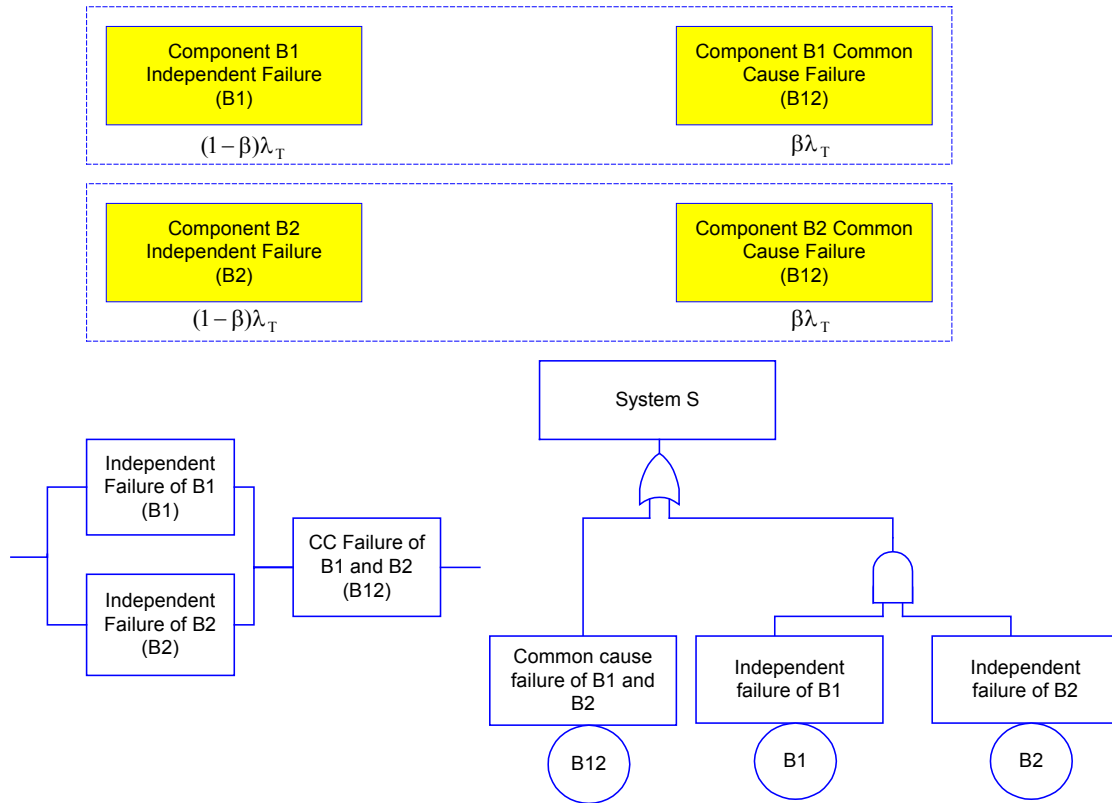 Component B1
Independent Failure
(B1)
Component B1 Common
Cause Failure
(B12)
(1 − β)λ_T
βλ_T
Component B2
Independent Failure
(B2)
Component B2 Common
Cause Failure
(B12)
(1 − β)λ_T
βλ_T
System S
Independent
Failure of B1
(B1)
CC Failure of
B1 and B2
(B12)
Independent
Failure of B2
(B2)
Common cause
failure of B1 and
B2
Independent
failure of B1
Independent
failure of B2
B12
B1
B2